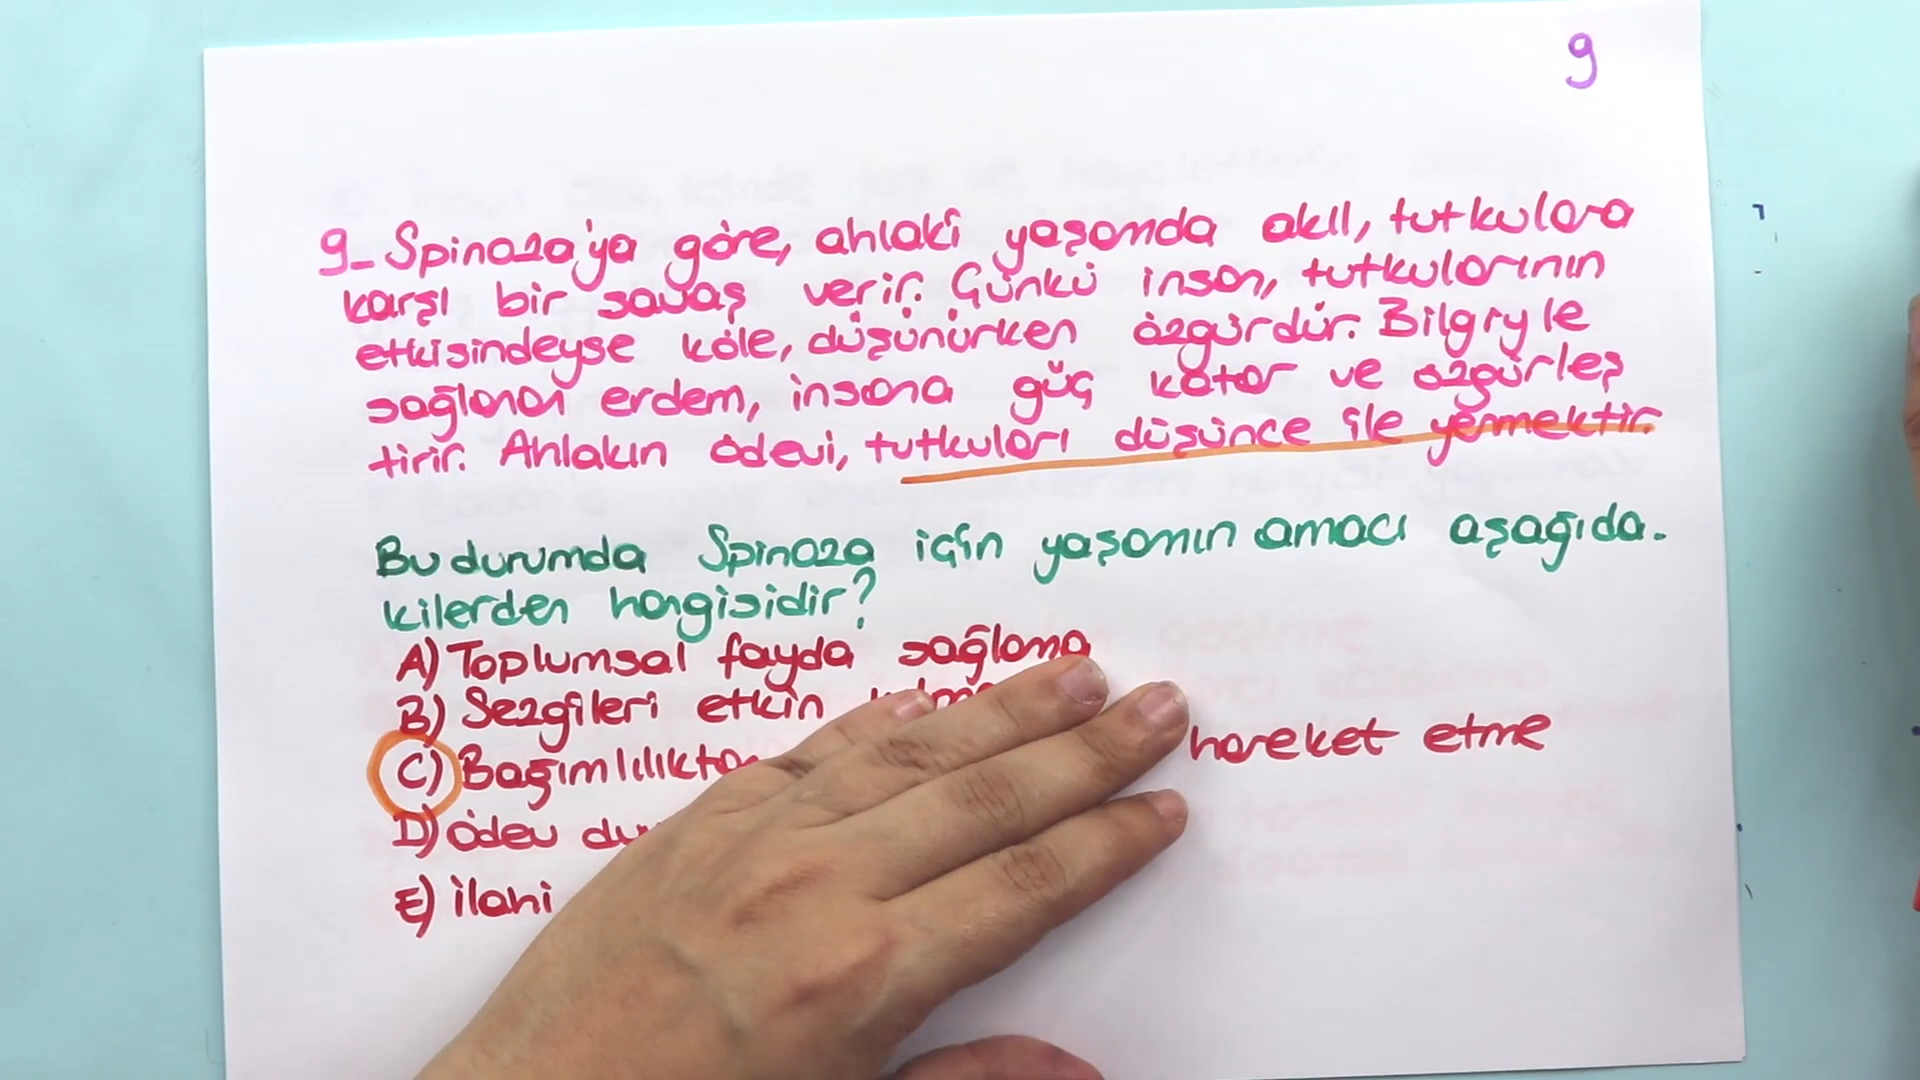 9
9- Spinoza'ya göre, ahlaki yaşamda akıl, tutkulara
karşı bir savaş verir. Çünkü insan, tutkularının
etkisindeyse köle, düşünürken özgürdür. Bilgiyle
sağlanan erdem, insana güç katar ve özgürleş
tirir. Ahlakın ödevi, tutkuları düşünce ile yenmektir.
Bu durumda Spinoza için yaşamın amacı aşağıda.
kilerden hangisidir?
A) Toplumsal fayda sağlama
B) Sezgileri etkin
C) hareket etme
D) Ödev
E) İlahi